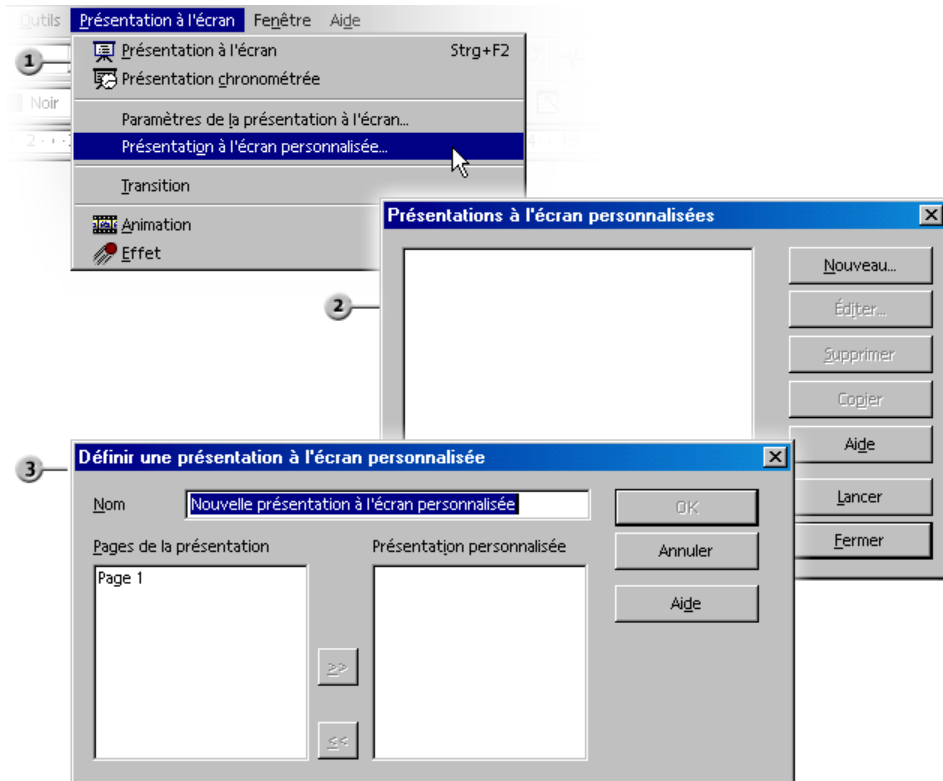 Outils Présentation à l'écran Fenêtre Aide
1
Présentation à l'écran Strg+F2
Présentation chronométrée
Noir
Paramètres de la présentation à l'écran...
Présentation à l'écran personnalisée...
Transition
Animation
Effet
2
Présentations à l'écran personnalisées
Nouveau...
Éditer...
Supprimer
Copier
Aide
Lancer
Fermer
3
Définir une présentation à l'écran personnalisée
Nom Nouvelle présentation à l'écran personnalisée
OK
Pages de la présentation Présentation personnalisée
Annuler
Page 1
Aide
>>
<<